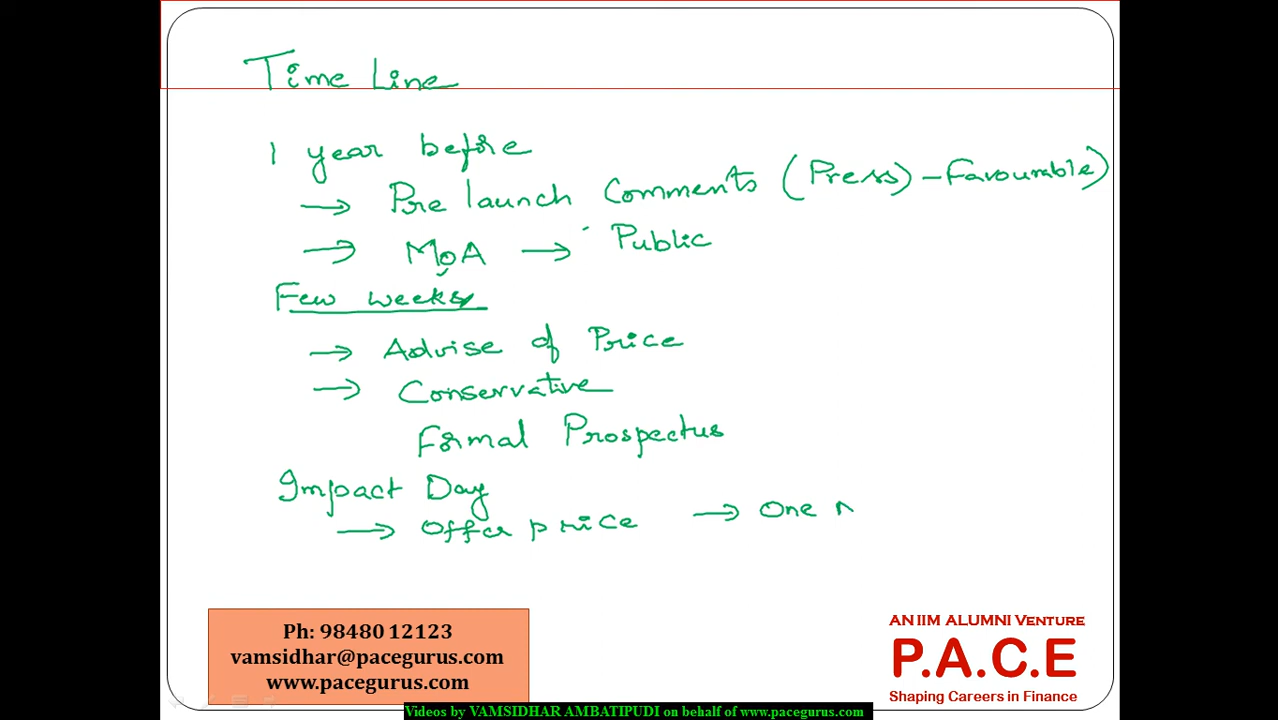 Time Line
1 year before
→ Pre launch Comments (Press) - Favourable)
→ MoA → Public
Few weeks
→ Advise of Price
→ Conservative
Formal Prospectus
Impact Day
→ Offer price → One
Ph: 98480 12123
vamsidhar@pacegurus.com
www.pacegurus.com
AN IIM ALUMNI VENTURE
P.A.C.E
Shaping Careers in Finance
Videos by VAMSIDHAR AMBATIPUDI on behalf of www.pacegurus.com